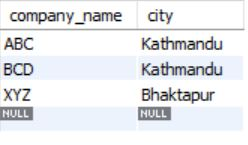 company_name city
ABC Kathmandu
BCD Kathmandu
XYZ Bhaktapur
NULL NULL